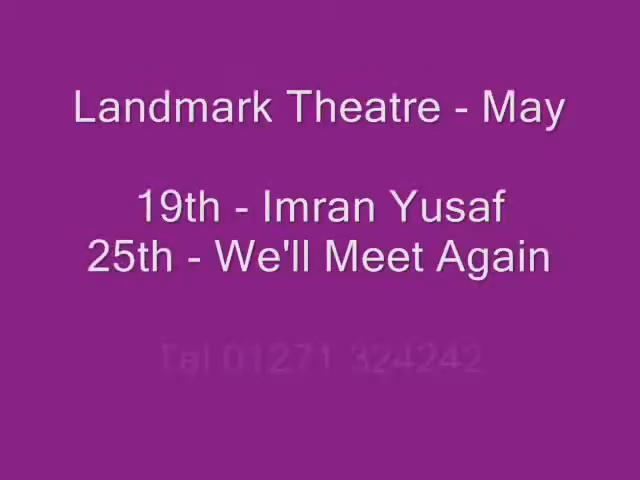 Landmark Theatre - May
19th - Imran Yusaf
25th - We'll Meet Again
Tel 01271 324242